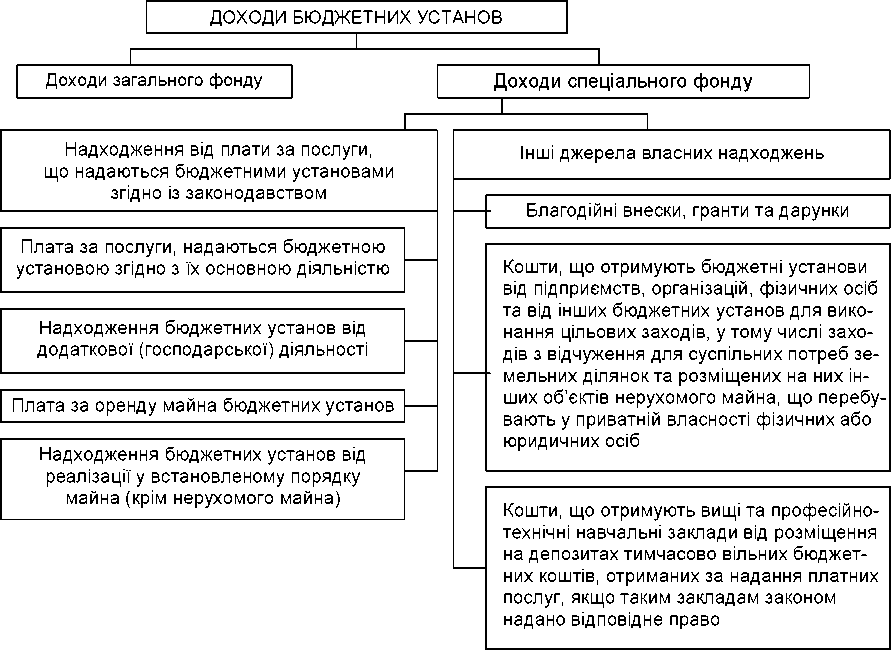 ДОХОДИ БЮДЖЕТНИХ УСТАНОВ
Доходи загального фонду
Доходи спеціального фонду
Надходження від плати за послуги,
що надаються бюджетними установами
згідно із законодавством
Плата за послуги, надаються бюджетною
установою згідно з їх основною діяльністю
Надходження бюджетних установ від
додаткової (господарської) діяльності
Плата за оренду майна бюджетних установ
Надходження бюджетних установ від
реалізації у встановленому порядку
майна (крім нерухомого майна)
Інші джерела власних надходжень
Благодійні внески, гранти та дарунки
Кошти, що отримують бюджетні установи
від підприємств, організацій, фізичних осіб
та від інших бюджетних установ для вико-
нання цільових заходів, у тому числі захо-
дів з відчуження для суспільних потреб зе-
мельних ділянок та розміщених на них ін-
ших об’єктів нерухомого майна, що перебу-
вають у приватній власності фізичних або
юридичних осіб
Кошти, що отримують вищі та професійно-
технічні навчальні заклади від розміщення
на депозитах тимчасово вільних бюджет-
них коштів, отриманих за надання платних
послуг, якщо таким закладам законом
надано відповідне право